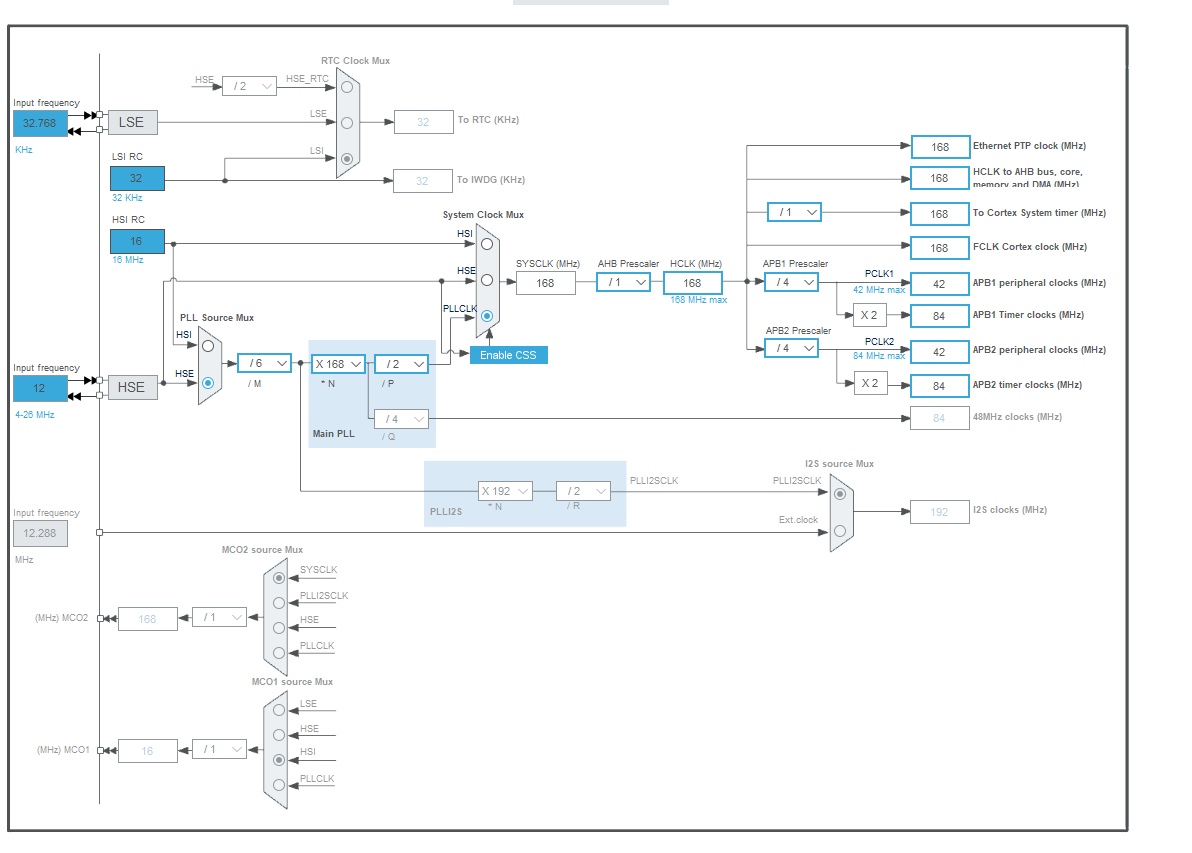 RTC Clock Mux
HSE
/ 2
HSE_RTC
Input frequency
32.768
LSE
LSE
32
To RTC (KHz)
KHz
LSI RC
LSI
32
32
To IWDG (KHz)
32 KHz
HSI RC
16
16 MHz
System Clock Mux
HSI
HSE
PLLCLK
SYSCLK (MHz)
168
AHB Prescaler
/ 1
HCLK (MHz)
168
168 MHz max
Enable CSS
168
Ethernet PTP clock (MHz)
168
HCLK to AHB bus, core,
memory and DMA (MHz)
/ 1
168
To Cortex System timer (MHz)
168
FCLK Cortex clock (MHz)
APB1 Prescaler
/ 4
PCLK1
42 MHz max
42
APB1 peripheral clocks (MHz)
X 2
84
APB1 Timer clocks (MHz)
APB2 Prescaler
/ 4
PCLK2
84 MHz max
42
APB2 peripheral clocks (MHz)
X 2
84
APB2 timer clocks (MHz)
84
48MHz clocks (MHz)
PLL Source Mux
HSI
HSE
Input frequency
12
HSE
4-26 MHz
/ 6
/ M
X 168
* N
/ 2
/ P
/ 4
/ Q
Main PLL
I2S source Mux
X 192
* N
/ 2
/ R
PLLI2S
PLLI2SCLK
PLLI2SCLK
Ext.clock
192
I2S clocks (MHz)
Input frequency
12.288
MHz
MCO2 source Mux
SYSCLK
PLLI2SCLK
HSE
PLLCLK
(MHz) MCO2
168
/ 1
MCO1 source Mux
LSE
HSE
HSI
PLLCLK
(MHz) MCO1
16
/ 1